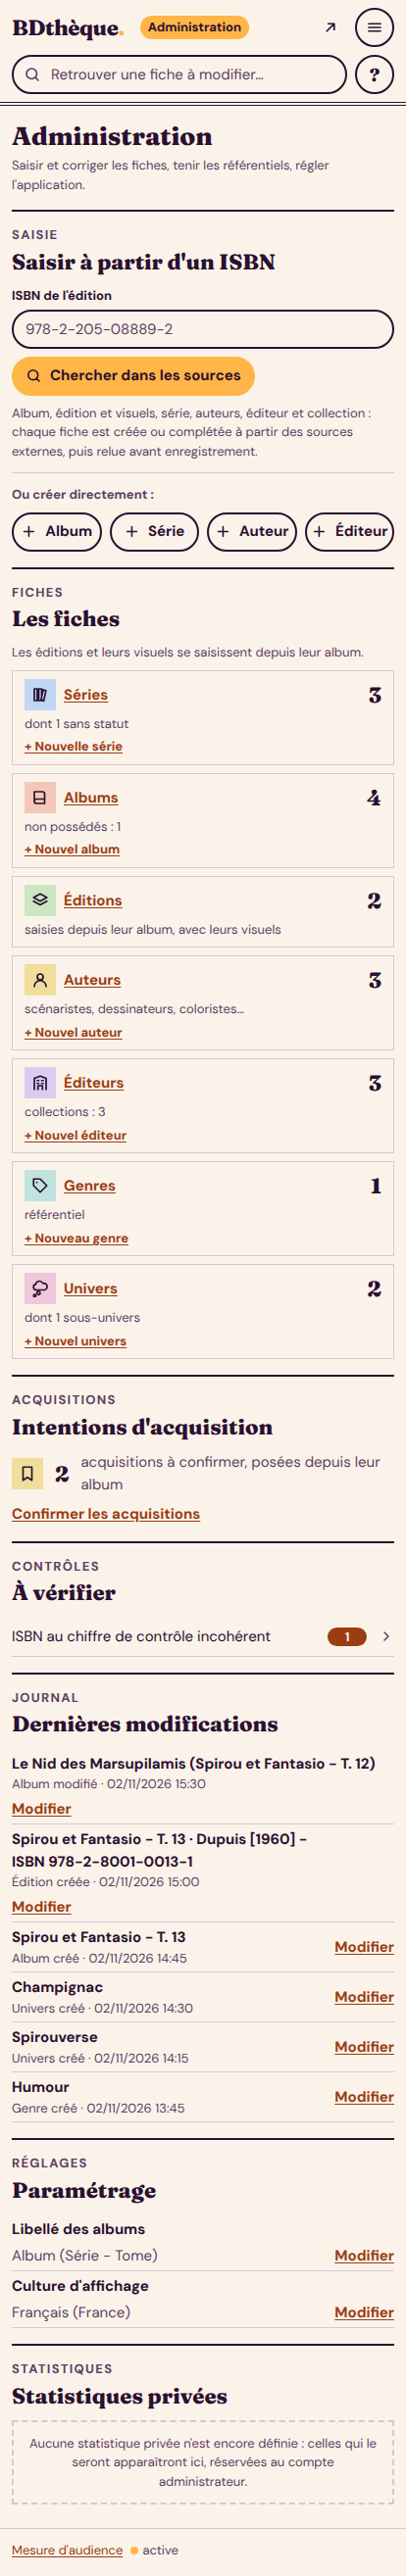 BDthèque.
Administration
Retrouver une fiche à modifier...
?
Administration
Saisir et corriger les fiches, tenir les référentiels, régler
l'application.
SAISIE
Saisir à partir d'un ISBN
ISBN de l'édition
978-2-205-08889-2
Chercher dans les sources
Album, édition et visuels, série, auteurs, éditeur et collection :
chaque fiche est créée ou complétée à partir des sources
externes, puis relue avant enregistrement.
Ou créer directement :
+ Album
+ Série
+ Auteur
+ Éditeur
FICHES
Les fiches
Les éditions et leurs visuels se saisissent depuis leur album.
Séries 3
dont 1 sans statut
+ Nouvelle série
Albums 4
non possédés : 1
+ Nouvel album
Éditions 2
saisies depuis leur album, avec leurs visuels
Auteurs 3
scénaristes, dessinateurs, coloristes...
+ Nouvel auteur
Éditeurs 3
collections : 3
+ Nouvel éditeur
Genres 1
référentiel
+ Nouveau genre
Univers 2
dont 1 sous-univers
+ Nouvel univers
ACQUISITIONS
Intentions d'acquisition
2 acquisitions à confirmer, posées depuis leur
album
Confirmer les acquisitions
CONTRÔLES
À vérifier
ISBN au chiffre de contrôle incohérent 1
JOURNAL
Dernières modifications
Le Nid des Marsupilamis (Spirou et Fantasio - T. 12)
Album modifié · 02/11/2026 15:30
Modifier
Spirou et Fantasio - T. 13 · Dupuis [1960] -
ISBN 978-2-8001-0013-1
Édition créée · 02/11/2026 15:00
Modifier
Spirou et Fantasio - T. 13
Album créé · 02/11/2026 14:45
Modifier
Champignac
Univers créé · 02/11/2026 14:30
Modifier
Spirouverse
Univers créé · 02/11/2026 14:15
Modifier
Humour
Genre créé · 02/11/2026 13:45
Modifier
RÉGLAGES
Paramétrage
Libellé des albums
Album (Série - Tome) Modifier
Culture d'affichage
Français (France) Modifier
STATISTIQUES
Statistiques privées
Aucune statistique privée n'est encore définie : celles qui le
seront apparaîtront ici, réservées au compte
administrateur.
Mesure d'audience active